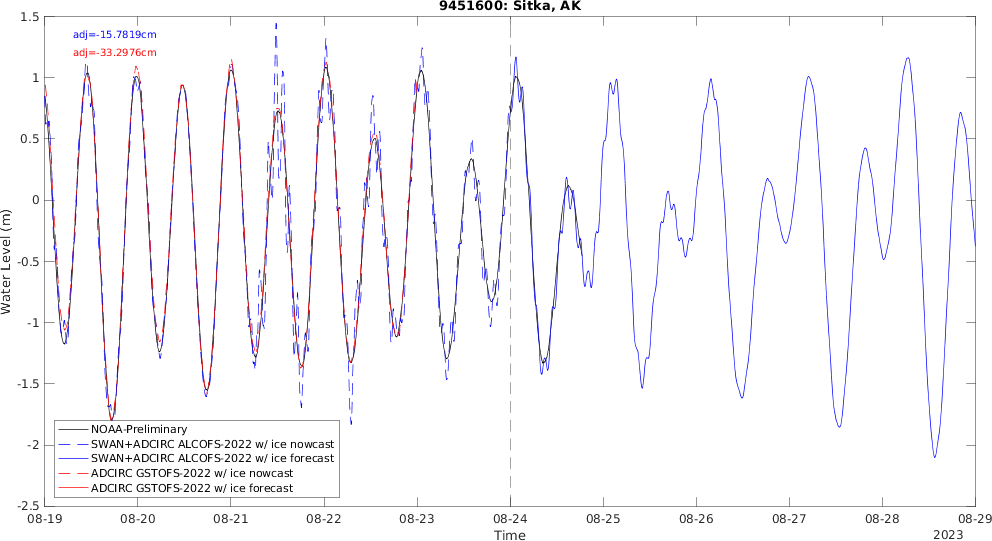 9451600: Sitka, AK
adj=-15.7819cm
adj=-33.2976cm
Water Level (m)
1.5
1
0.5
0
-0.5
-1
-1.5
-2
-2.5
NOAA-Preliminary
SWAN+ADCIRC ALCOFS-2022 w/ ice nowcast
SWAN+ADCIRC ALCOFS-2022 w/ ice forecast
ADCIRC GSTOFS-2022 w/ ice nowcast
ADCIRC GSTOFS-2022 w/ ice forecast
08-19 08-20 08-21 08-22 08-23 08-24 08-25 08-26 08-27 08-28 08-29
Time
2023